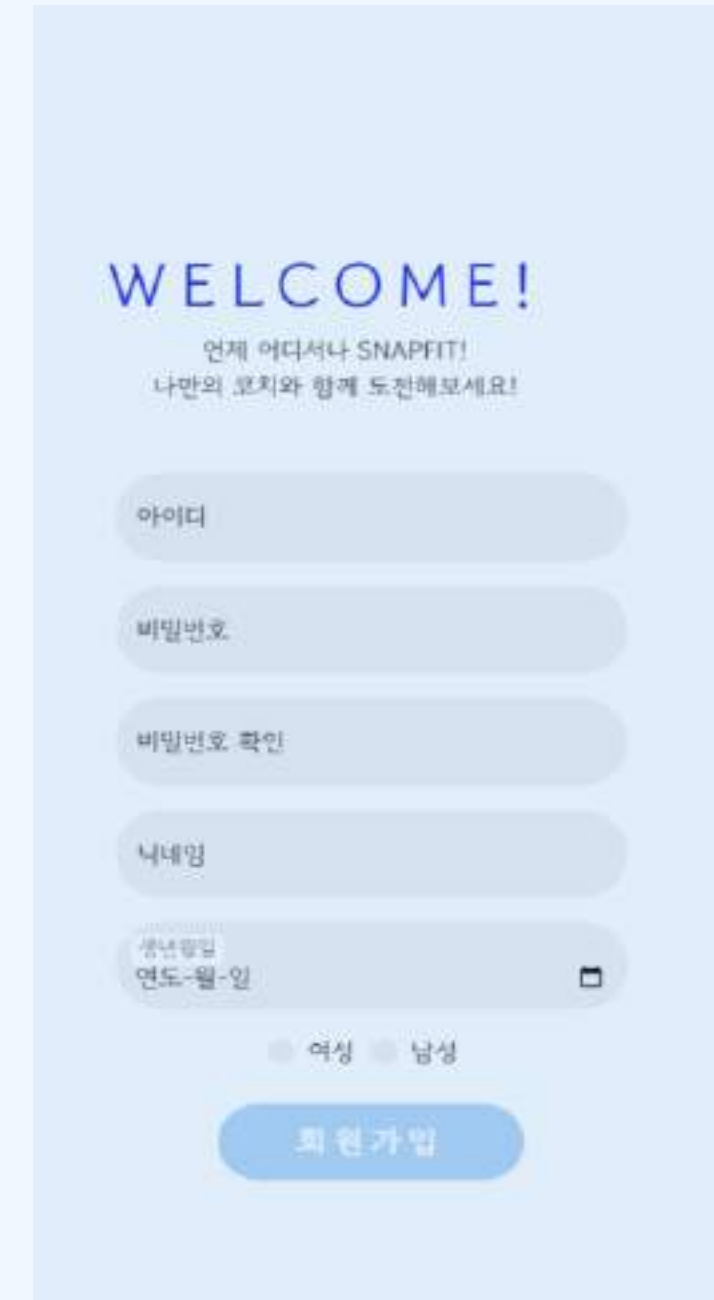 WELCOME!
언제 어디서나 SNAPFIT!
나만의 코치와 함께 도전해보세요!
아이디
비밀번호
비밀번호 확인
닉네임
생년월일
연도-월-일
여성 남성
회원가입